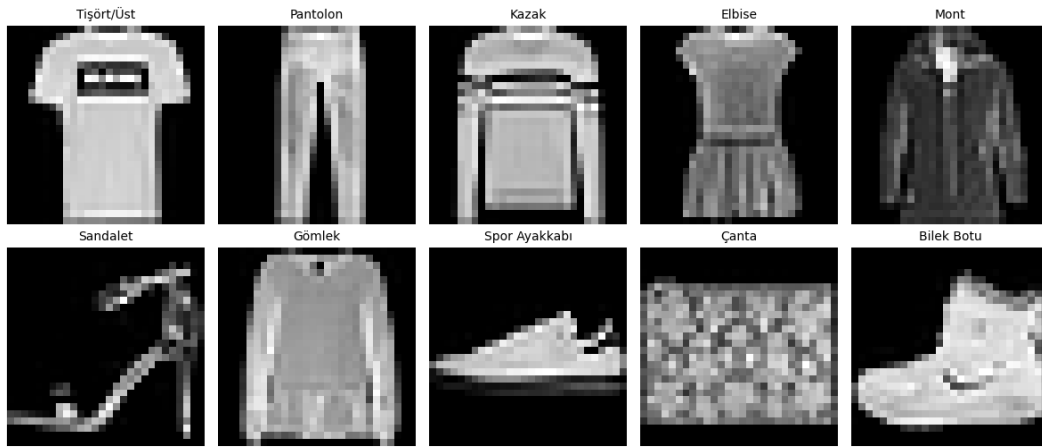 Tişört/Üst
Pantolon
Kazak
Elbise
Mont
Sandalet
Gömlek
Spor Ayakkabı
Çanta
Bilek Botu